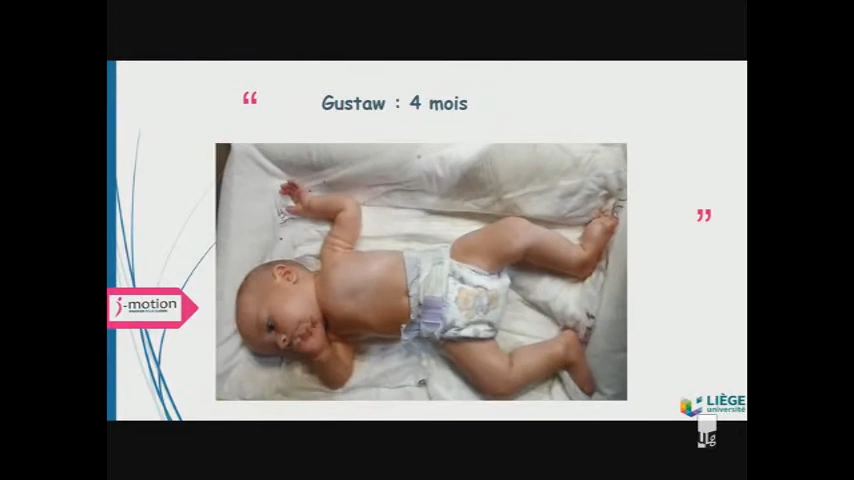 “
Gustaw : 4 mois
”
i-motion
LIÈGE
université